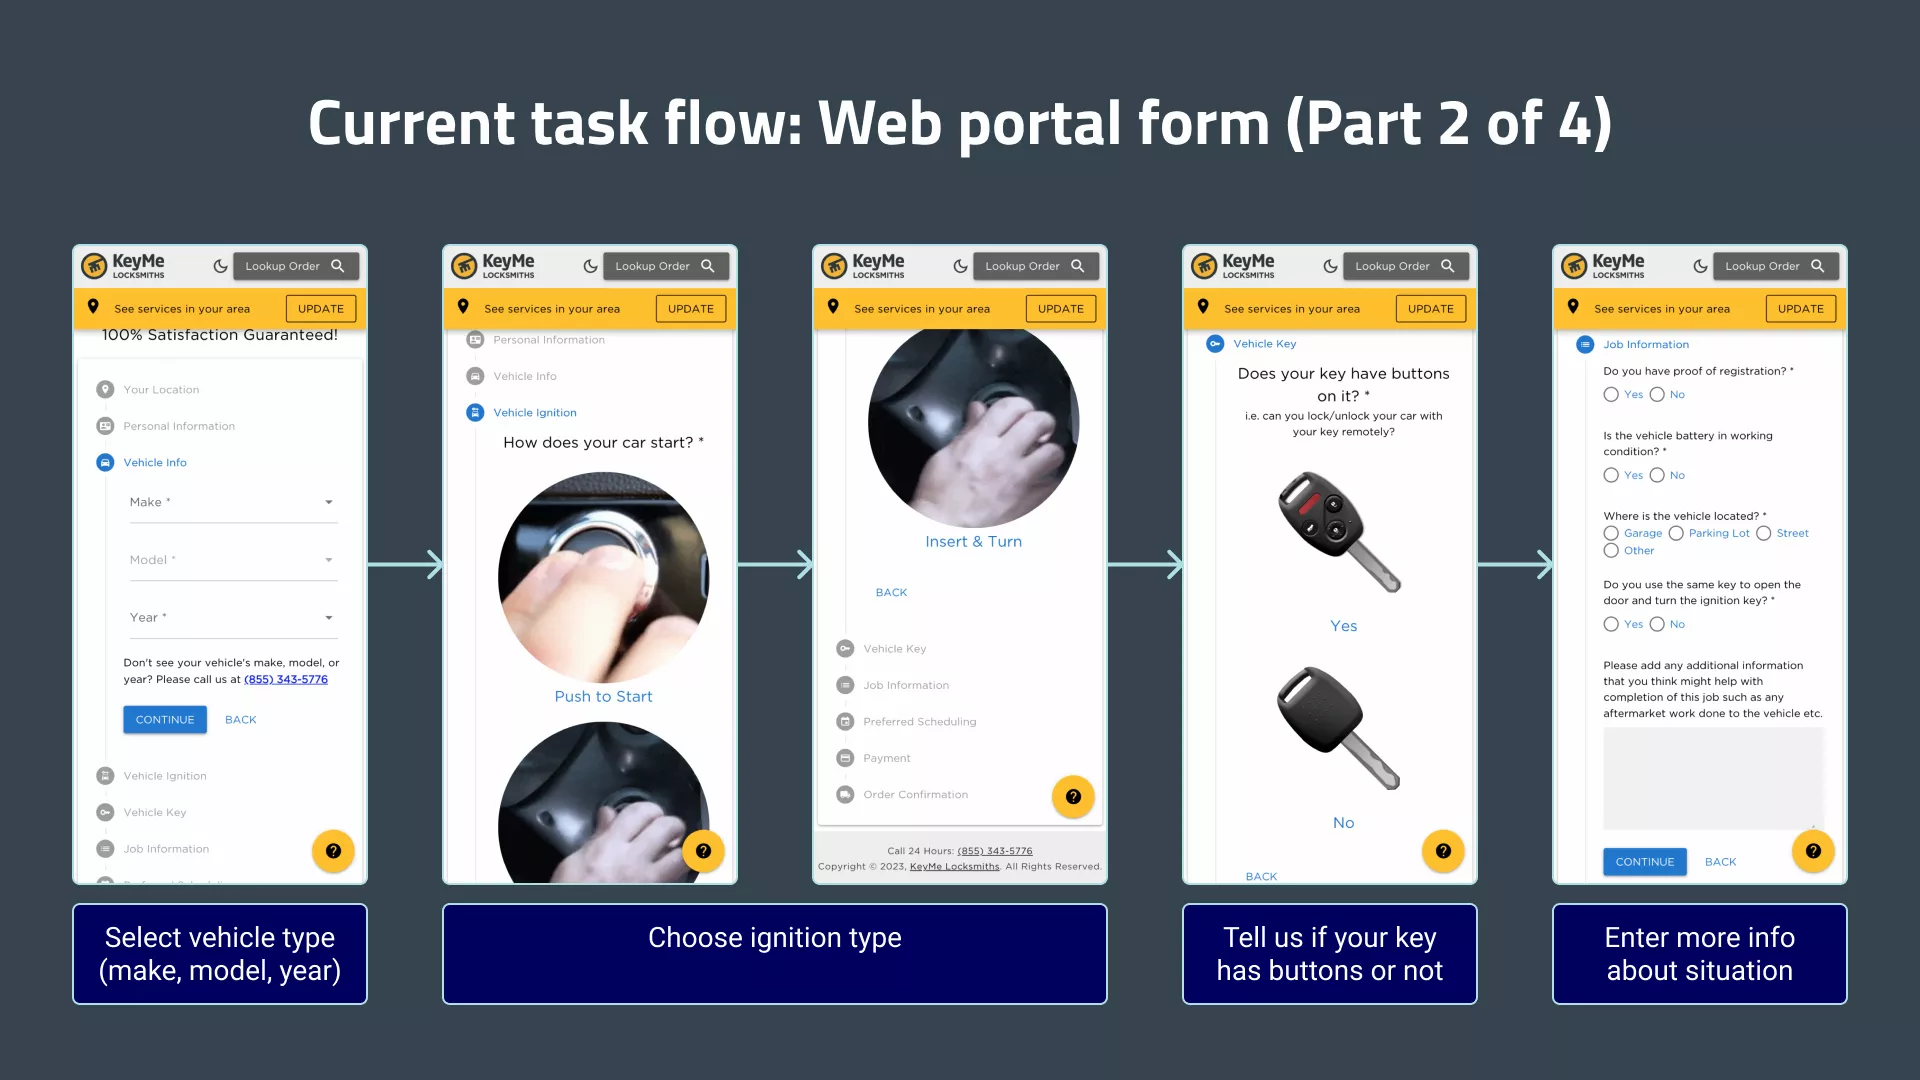 Current task flow: Web portal form (Part 2 of 4)
KeyMe
LOCKSMITHS
Lookup Order
See services in your area
UPDATE
100% Satisfaction Guaranteed!
Your Location
Personal Information
Vehicle Info
Make *
Model *
Year *
Don't see your vehicle's make, model, or
year? Please call us at (855) 343-5776
CONTINUE
BACK
Vehicle Ignition
Vehicle Key
Job Information
Select vehicle type
(make, model, year)
KeyMe
LOCKSMITHS
Lookup Order
See services in your area
UPDATE
Personal Information
Vehicle Info
Vehicle Ignition
How does your car start? *
Push to Start
KeyMe
LOCKSMITHS
Lookup Order
See services in your area
UPDATE
Insert & Turn
BACK
Vehicle Key
Job Information
Preferred Scheduling
Payment
Order Confirmation
Call 24 Hours: (855) 343-5776
Copyright © 2023, KeyMe Locksmiths. All Rights Reserved.
Choose ignition type
KeyMe
LOCKSMITHS
Lookup Order
See services in your area
UPDATE
Vehicle Key
Does your key have buttons
on it? *
i.e. can you lock/unlock your car with
your key remotely?
Yes
No
BACK
Tell us if your key
has buttons or not
KeyMe
LOCKSMITHS
Lookup Order
See services in your area
UPDATE
Job Information
Do you have proof of registration? *
Yes No
Is the vehicle battery in working
condition? *
Yes No
Where is the vehicle located? *
Garage Parking Lot Street
Other
Do you use the same key to open the
door and turn the ignition key? *
Yes No
Please add any additional information
that you think might help with
completion of this job such as any
aftermarket work done to the vehicle etc.
CONTINUE
BACK
Enter more info
about situation